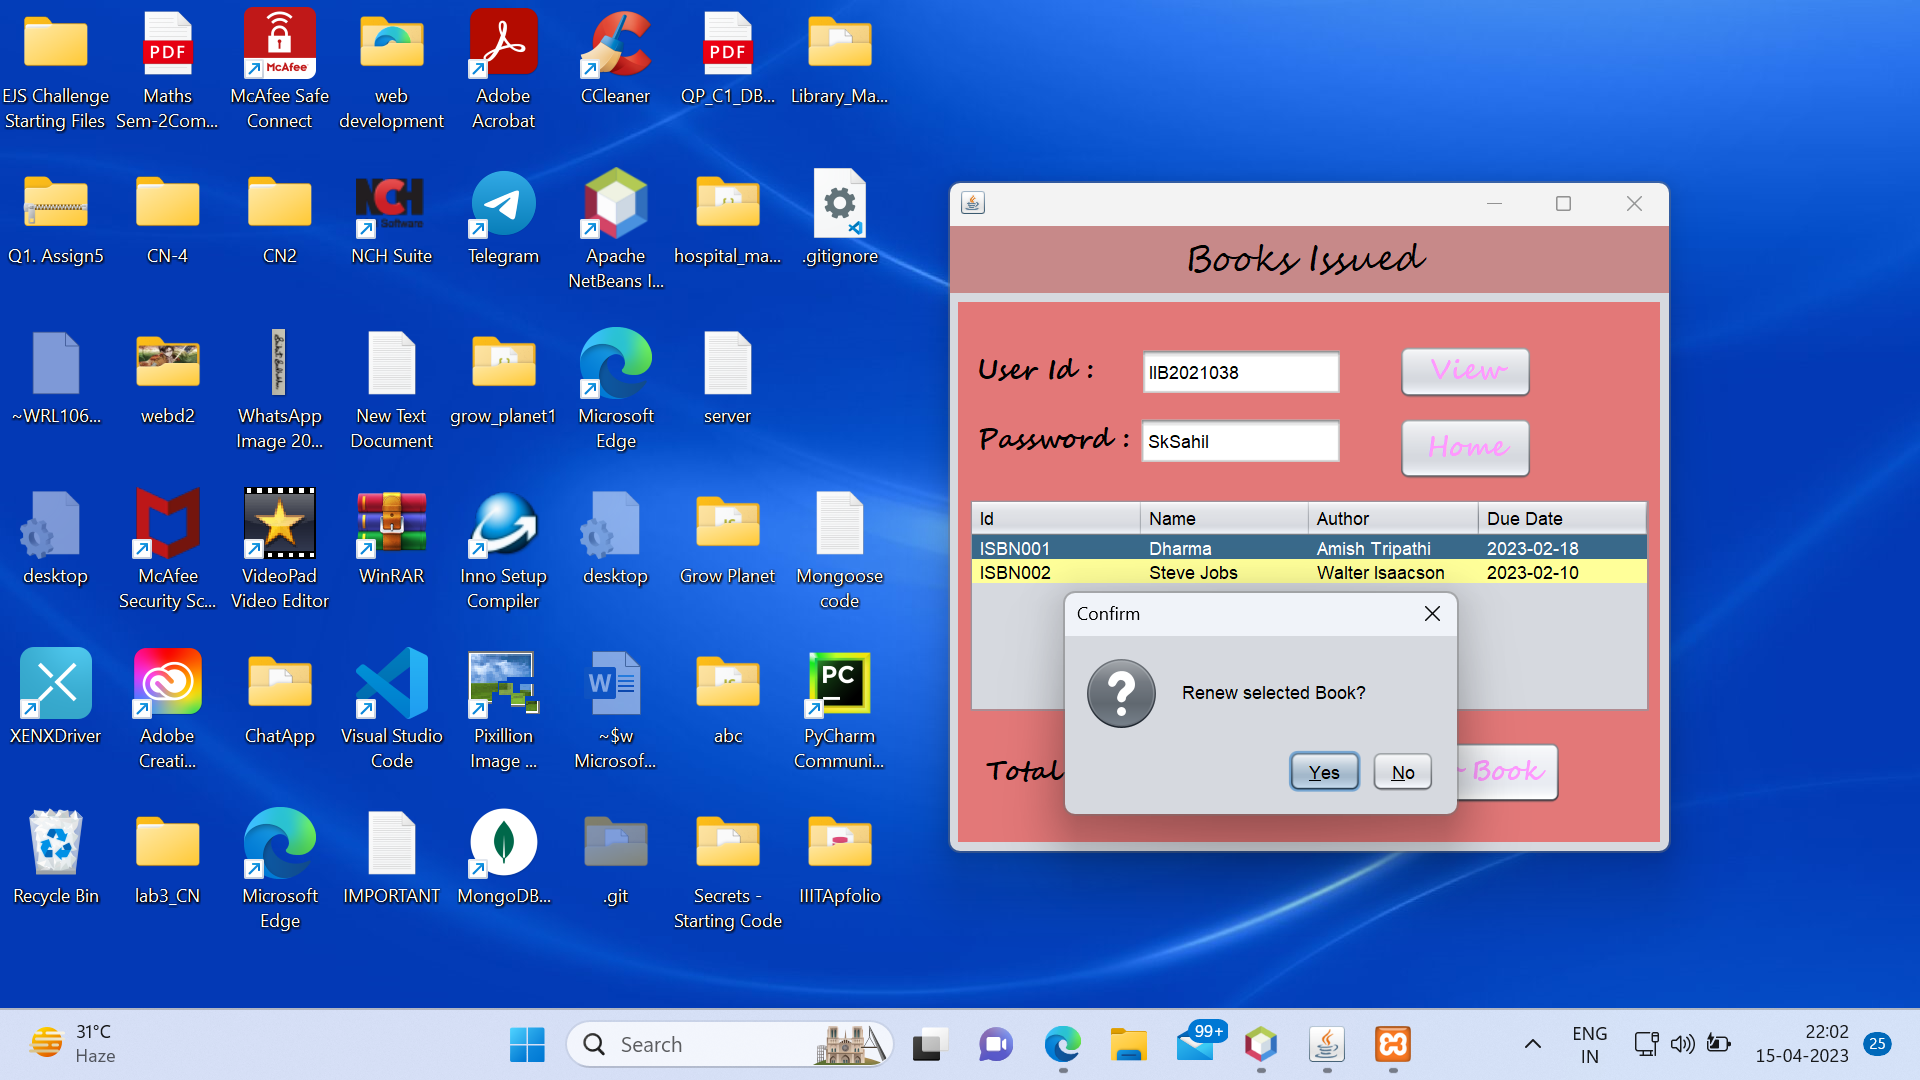 EJS Challenge
Starting Files
PDF
Maths
Sem-2Com...
McAfee
McAfee Safe
Connect
web
development
Adobe
Acrobat
CCleaner
PDF
QP_C1_DB...
Library_Ma...
Q1. Assign5
CN-4
CN2
NCH
Software
NCH Suite
Telegram
Apache
NetBeans I...
hospital_ma...
.gitignore
~WRL106...
webd2
WhatsApp
Image 20...
New Text
Document
grow_planet1
Microsoft
Edge
server
desktop
McAfee
Security Sc...
VideoPad
Video Editor
WinRAR
Inno Setup
Compiler
desktop
Grow Planet
Mongoose
code
XENXDriver
Adobe
Creati...
ChatApp
Visual Studio
Code
Pixillion
Image ...
W
~$w
Microsof...
abc
PC
PyCharm
Communi...
Recycle Bin
lab3_CN
Microsoft
Edge
IMPORTANT
MongoDB...
.git
Secrets -
Starting Code
IIITApfolio
Books Issued
User Id :
IIB2021038
View
Password :
SkSahil
Home
Id Name Author Due Date
ISBN001 Dharma Amish Tripathi 2023-02-18
ISBN002 Steve Jobs Walter Isaacson 2023-02-10
Confirm
Renew selected Book?
Yes No
Total
Book
31°C
Haze
Search
99+
ENG
IN
22:02
15-04-2023
25